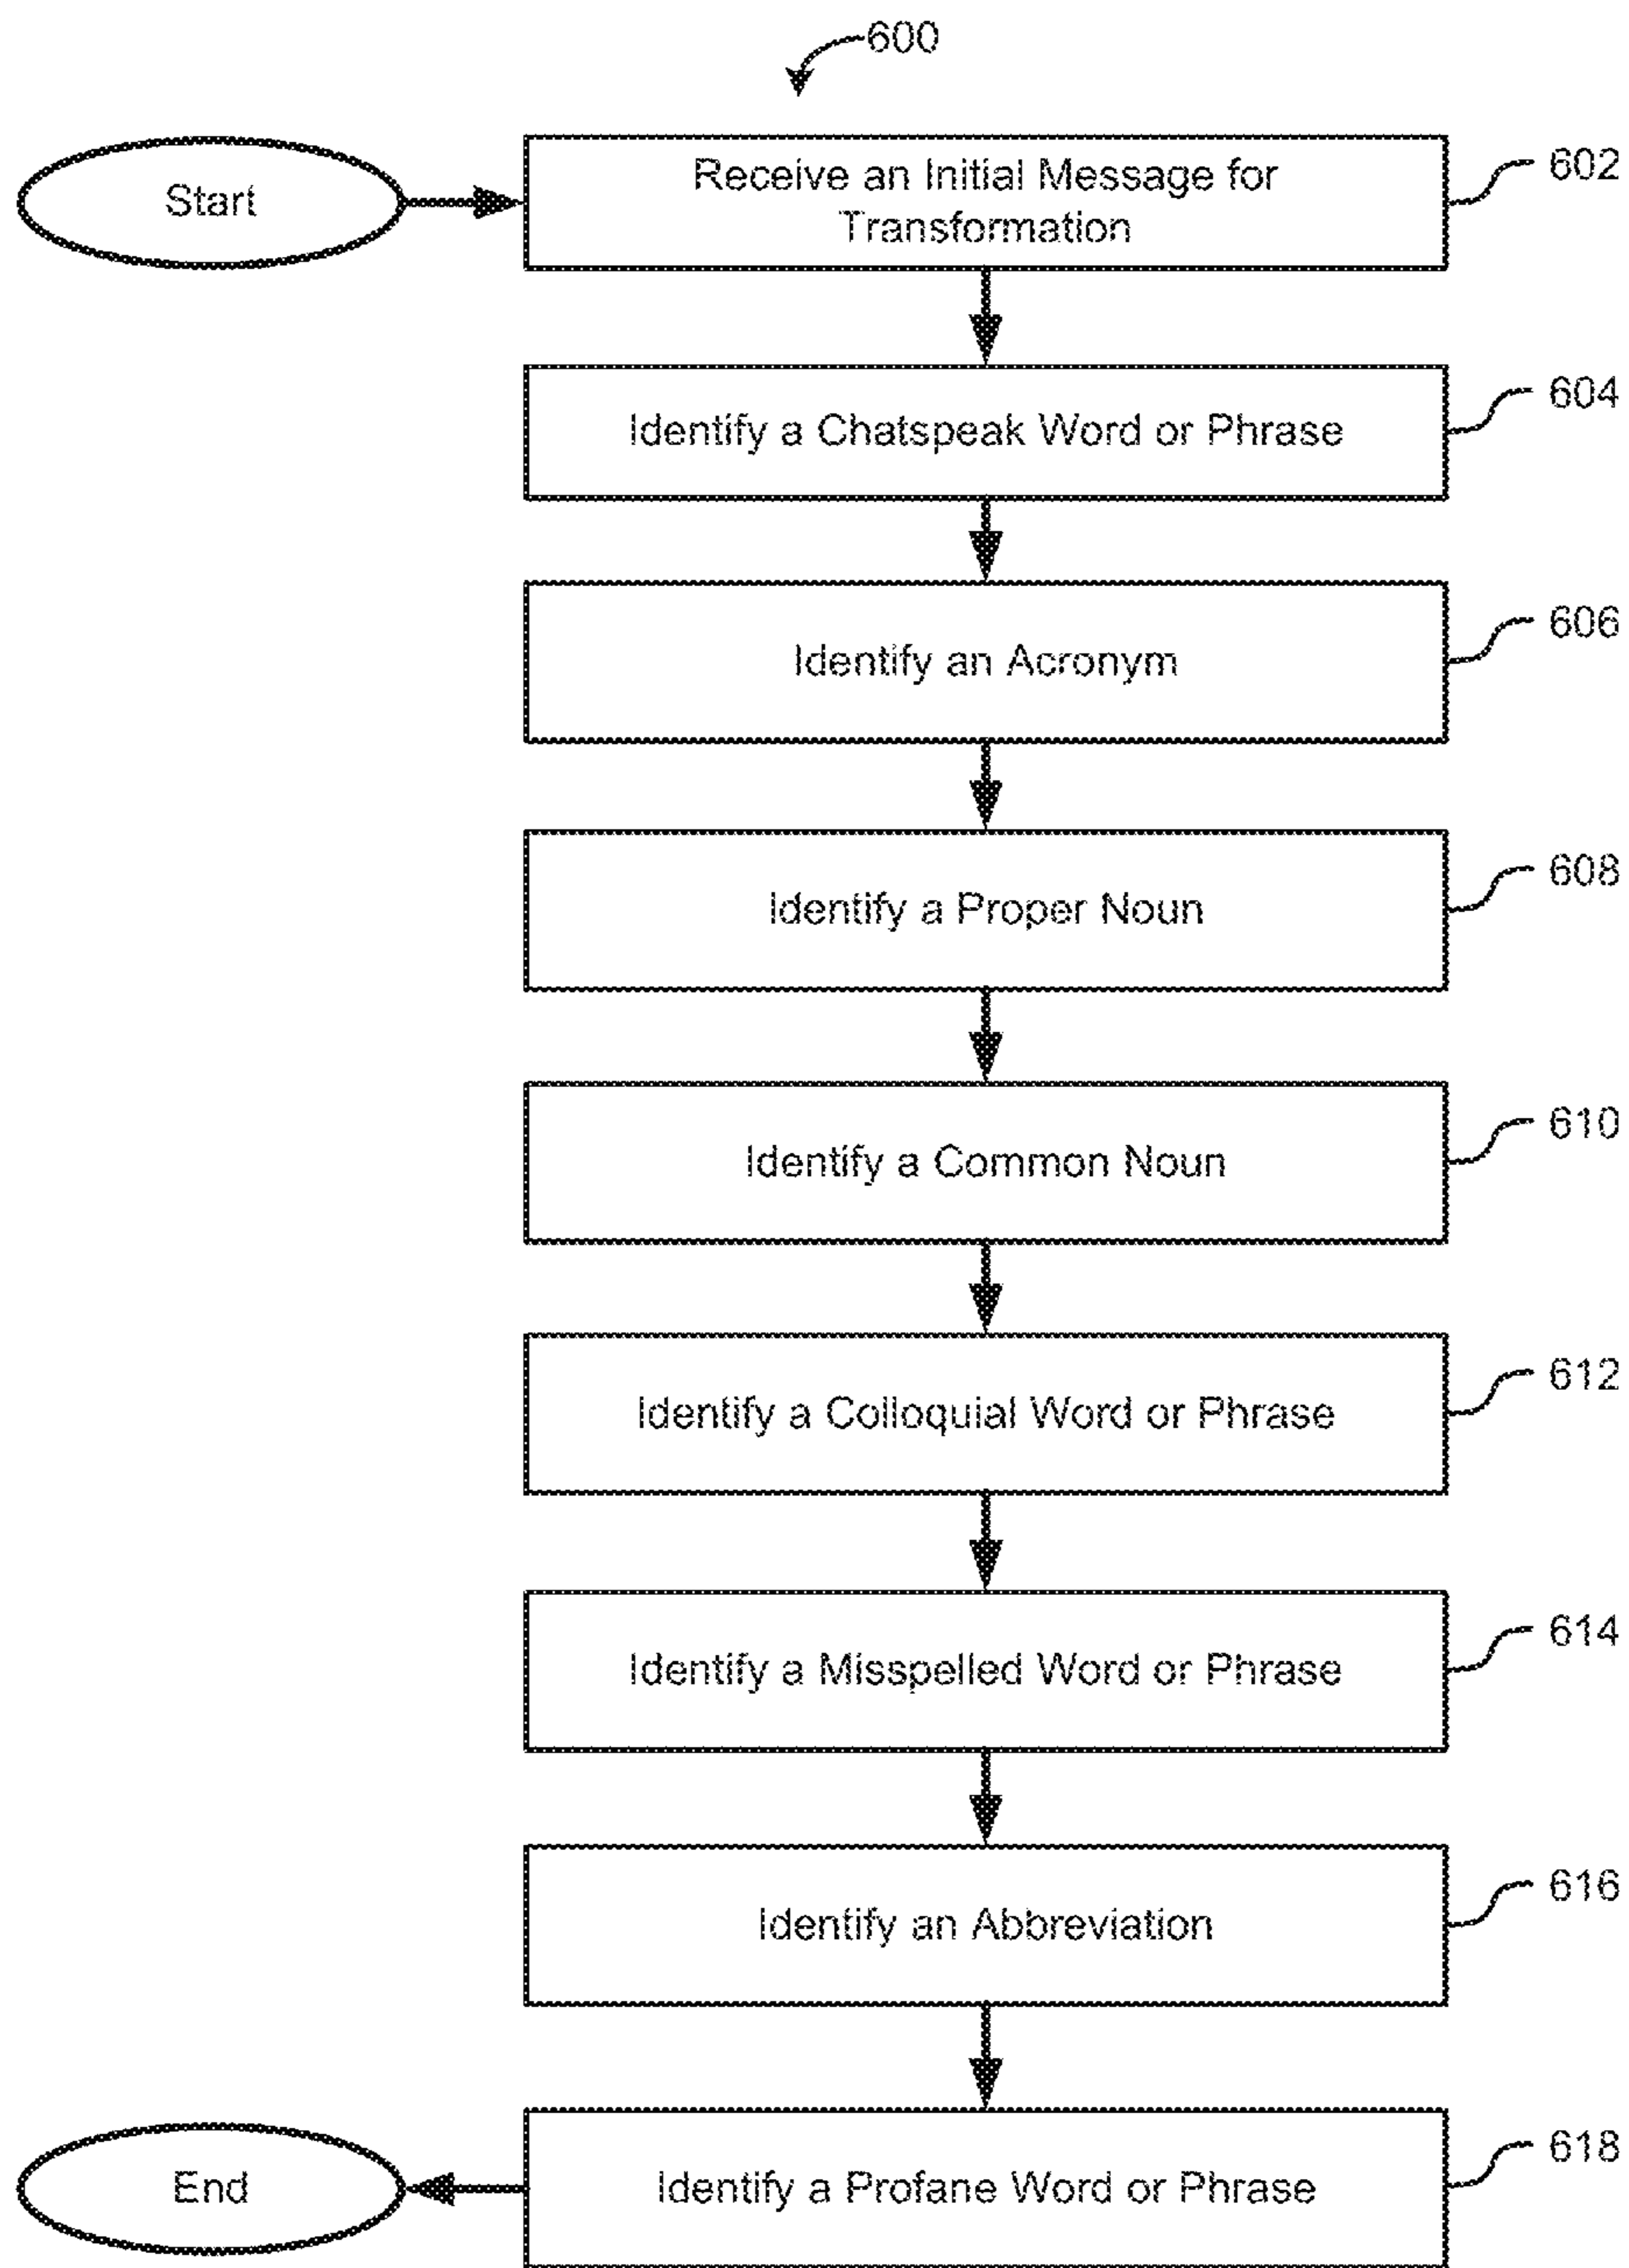 600
Start
Receive an Initial Message for
Transformation
602
Identify a Chatspeak Word or Phrase
604
Identify an Acronym
606
Identify a Proper Noun
608
Identify a Common Noun
610
Identify a Colloquial Word or Phrase
612
Identify a Misspelled Word or Phrase
614
Identify an Abbreviation
616
End
Identify a Profane Word or Phrase
618